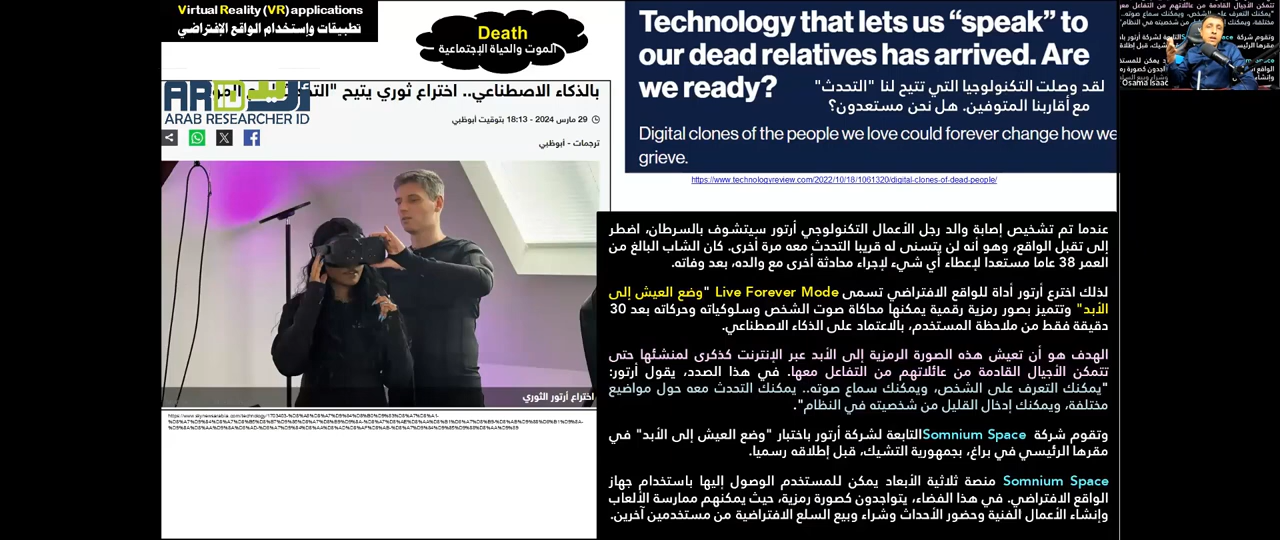 Virtual Reality (VR) applications
تطبيقات وإستخدام الواقع الإفتراضي
Death
الموت والحياة الإجتماعية
Technology that lets us “speak” to
our dead relatives has arrived. Are
we ready?
لقد وصلت التكنولوجيا التي تتيح لنا "التحدث"
مع أقاربنا المتوفين. هل نحن مستعدون؟
Digital clones of the people we love could forever change how we
grieve.
https://www.technologyreview.com/2022/10/18/1061320/digital-clones-of-dead-people/
بالذكاء الاصطناعي.. اختراع ثوري يتيح
ARID
أريد
ARAB RESEARCHER ID
29 مارس 2024 - 18:13 بتوقيت أبوظبي
ترجمات - أبوظبي
اختراع أرتور الثوري
عندما تم تشخيص إصابة والد رجل الأعمال التكنولوجي أرتور سيتشوف بالسرطان، اضطر
إلى تقبل الواقع، وهو أنه لن يتسنى له قريبا التحدث معه مرة أخرى. كان الشاب البالغ من
العمر 38 عاما مستعدا لإعطاء أي شيء لإجراء محادثة أخرى مع والده، بعد وفاته.
لذلك اخترع أرتور أداة للواقع الافتراضي تسمى Live Forever Mode "وضع العيش إلى
الأبد" وتتميز بصور رمزية رقمية يمكنها محاكاة صوت الشخص وسلوكياته وحركاته بعد 30
دقيقة فقط من ملاحظة المستخدم، بالاعتماد على الذكاء الاصطناعي.
الهدف هو أن تعيش هذه الصورة الرمزية إلى الأبد عبر الإنترنت كذكرى لمنشئها حتى
تتمكن الأجيال القادمة من عائلاتهم من التفاعل معها. في هذا الصدد، يقول أرتور:
"يمكنك التعرف على الشخص، ويمكنك سماع صوته.. يمكنك التحدث معه حول مواضيع
مختلفة، ويمكنك إدخال القليل من شخصيته في النظام".
وتقوم شركة Somnium Space التابعة لشركة أرتور باختبار "وضع العيش إلى الأبد" في
مقرها الرئيسي في براغ، بجمهورية التشيك، قبل إطلاقه رسميا.
Somnium Space منصة ثلاثية الأبعاد يمكن للمستخدم الوصول إليها باستخدام جهاز
الواقع الافتراضي. في هذا الفضاء، يتواجدون كصورة رمزية، حيث يمكنهم ممارسة الألعاب
وإنشاء الأعمال الفنية وحضور الأحداث وشراء وبيع السلع الافتراضية من مستخدمين آخرين.
Osama Isaac